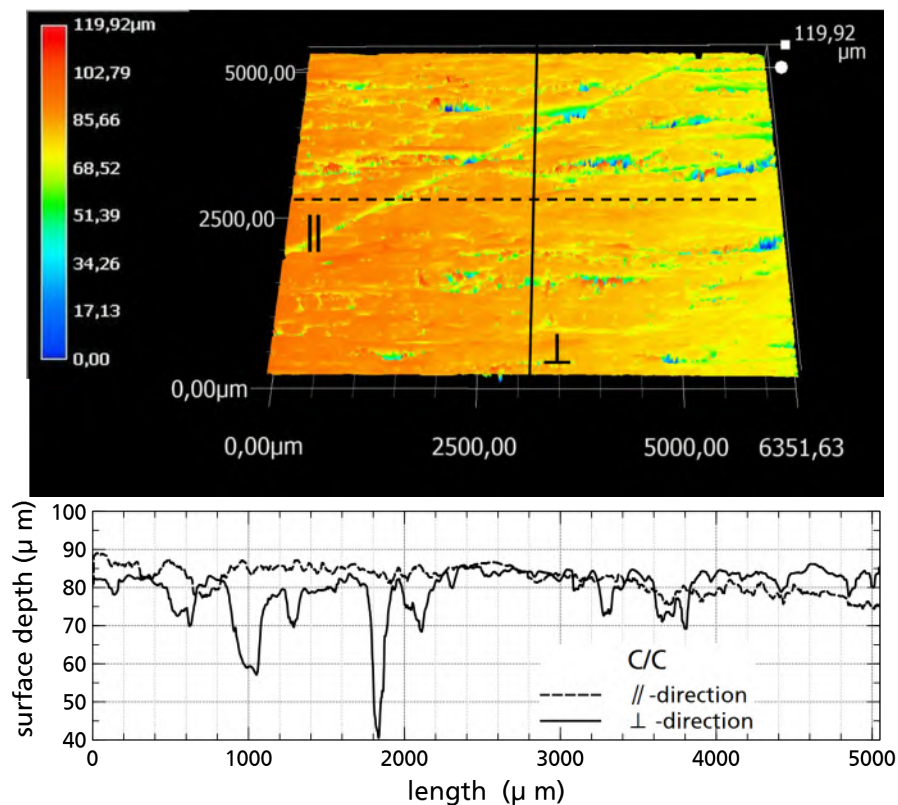 119,92µm
102,79
85,66
68,52
51,39
34,26
17,13
0,00
119,92
µm
5000,00
2500,00
||
⊥
0,00µm
0,00µm 2500,00 5000,00 6351,63
100
90
80
70
60
50
40
surface depth (µ m)
C/C
// -direction
⊥ -direction
0 1000 2000 3000 4000 5000
length (µ m)